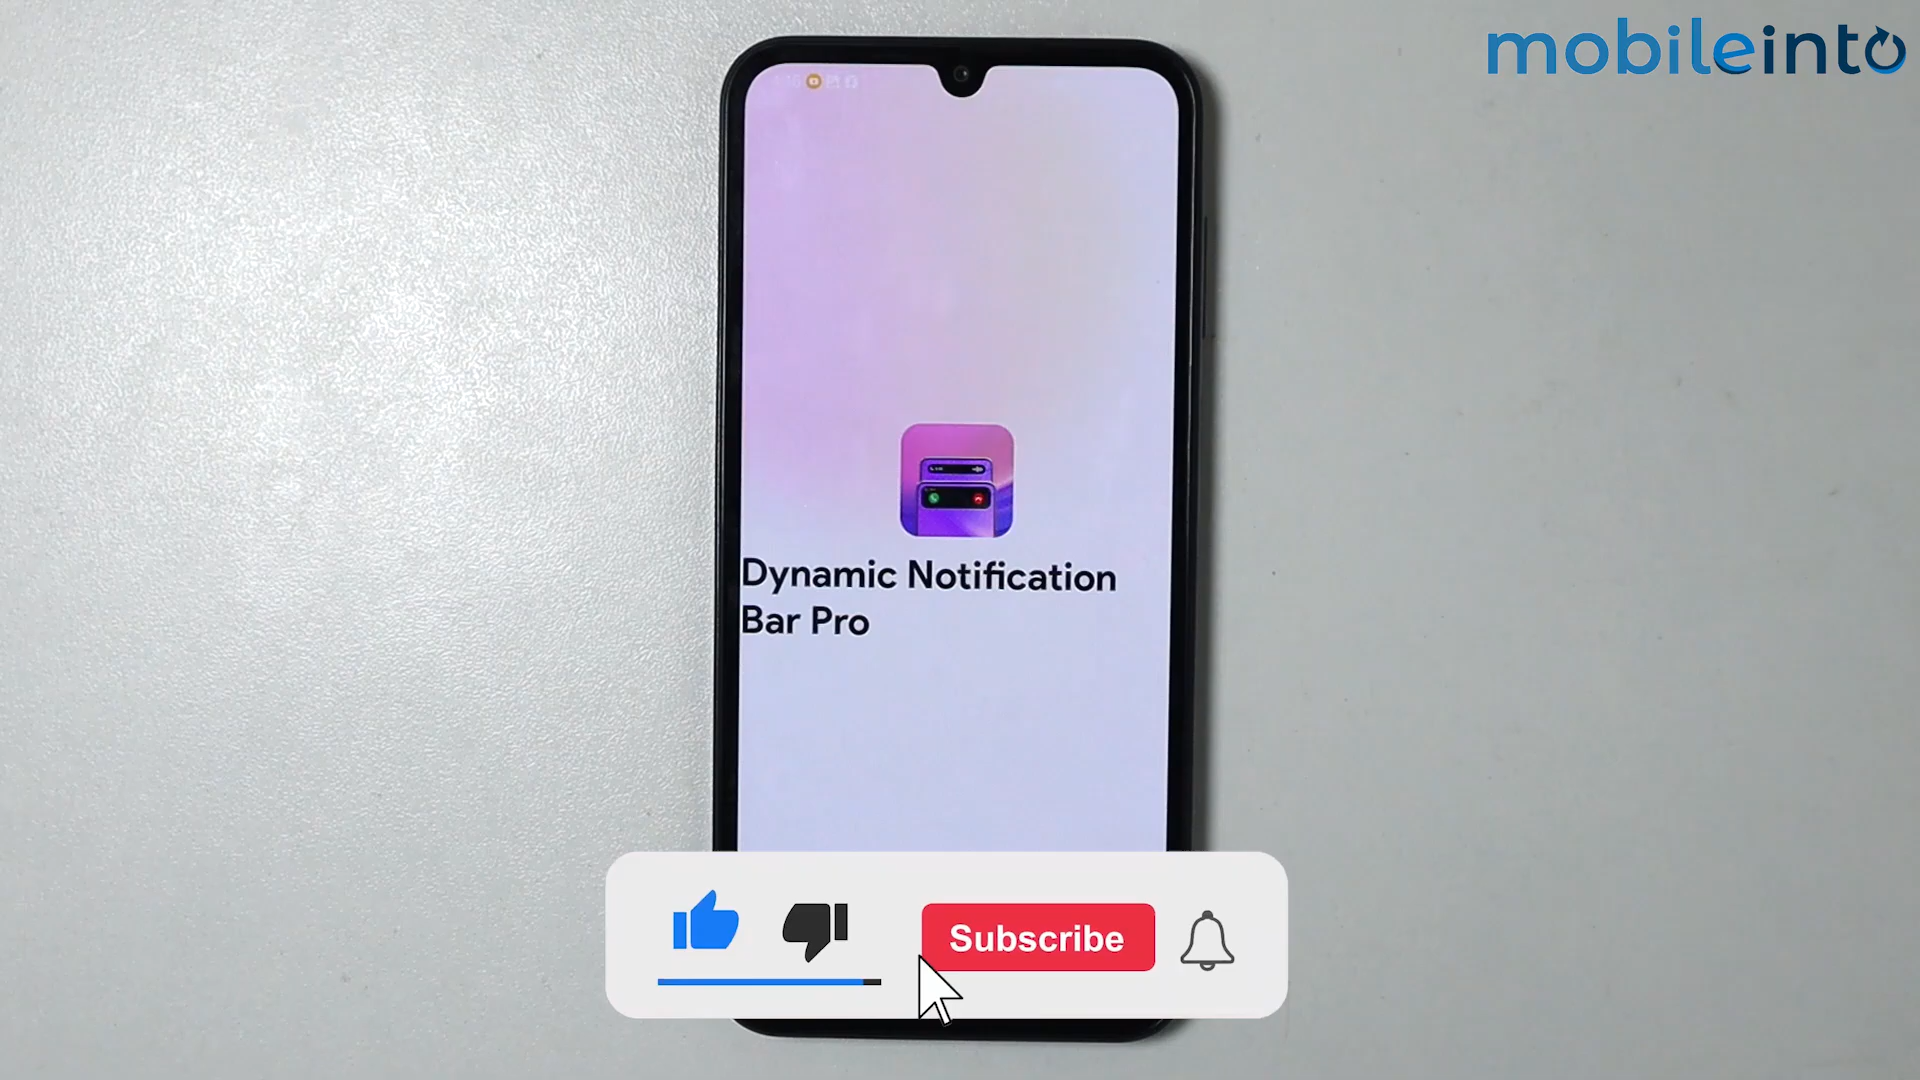 mobileinto
Dynamic Notification
Bar Pro
Subscribe